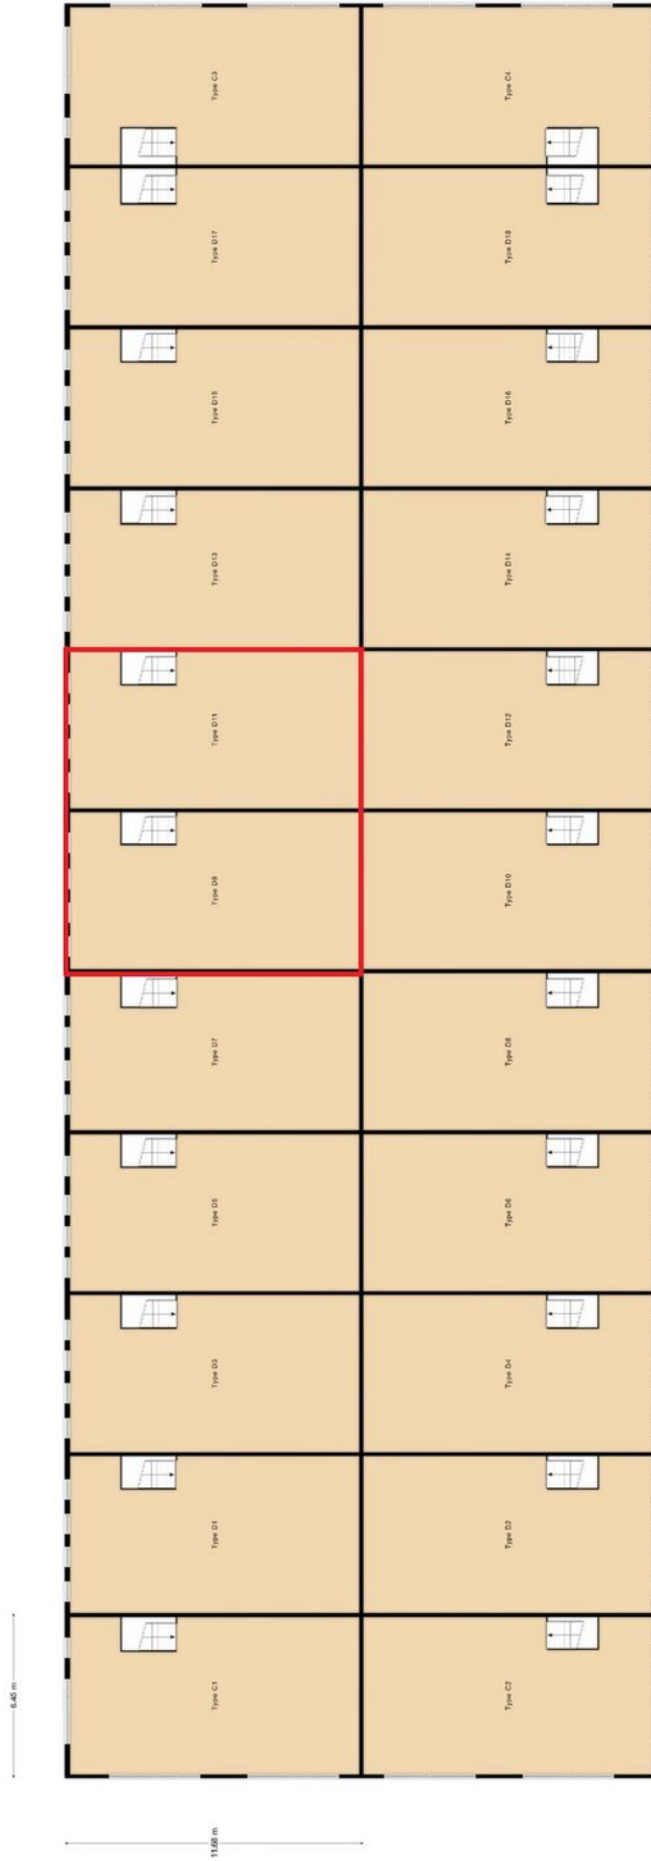 Type C3
Type C4
Type D17
Type D18
Type D15
Type D16
Type D13
Type D14
Type D11
Type D12
Type D9
Type D10
Type D7
Type D8
Type D5
Type D6
Type D3
Type D4
Type D1
Type D2
Type C1
Type C2
6.45 m
11.68 m